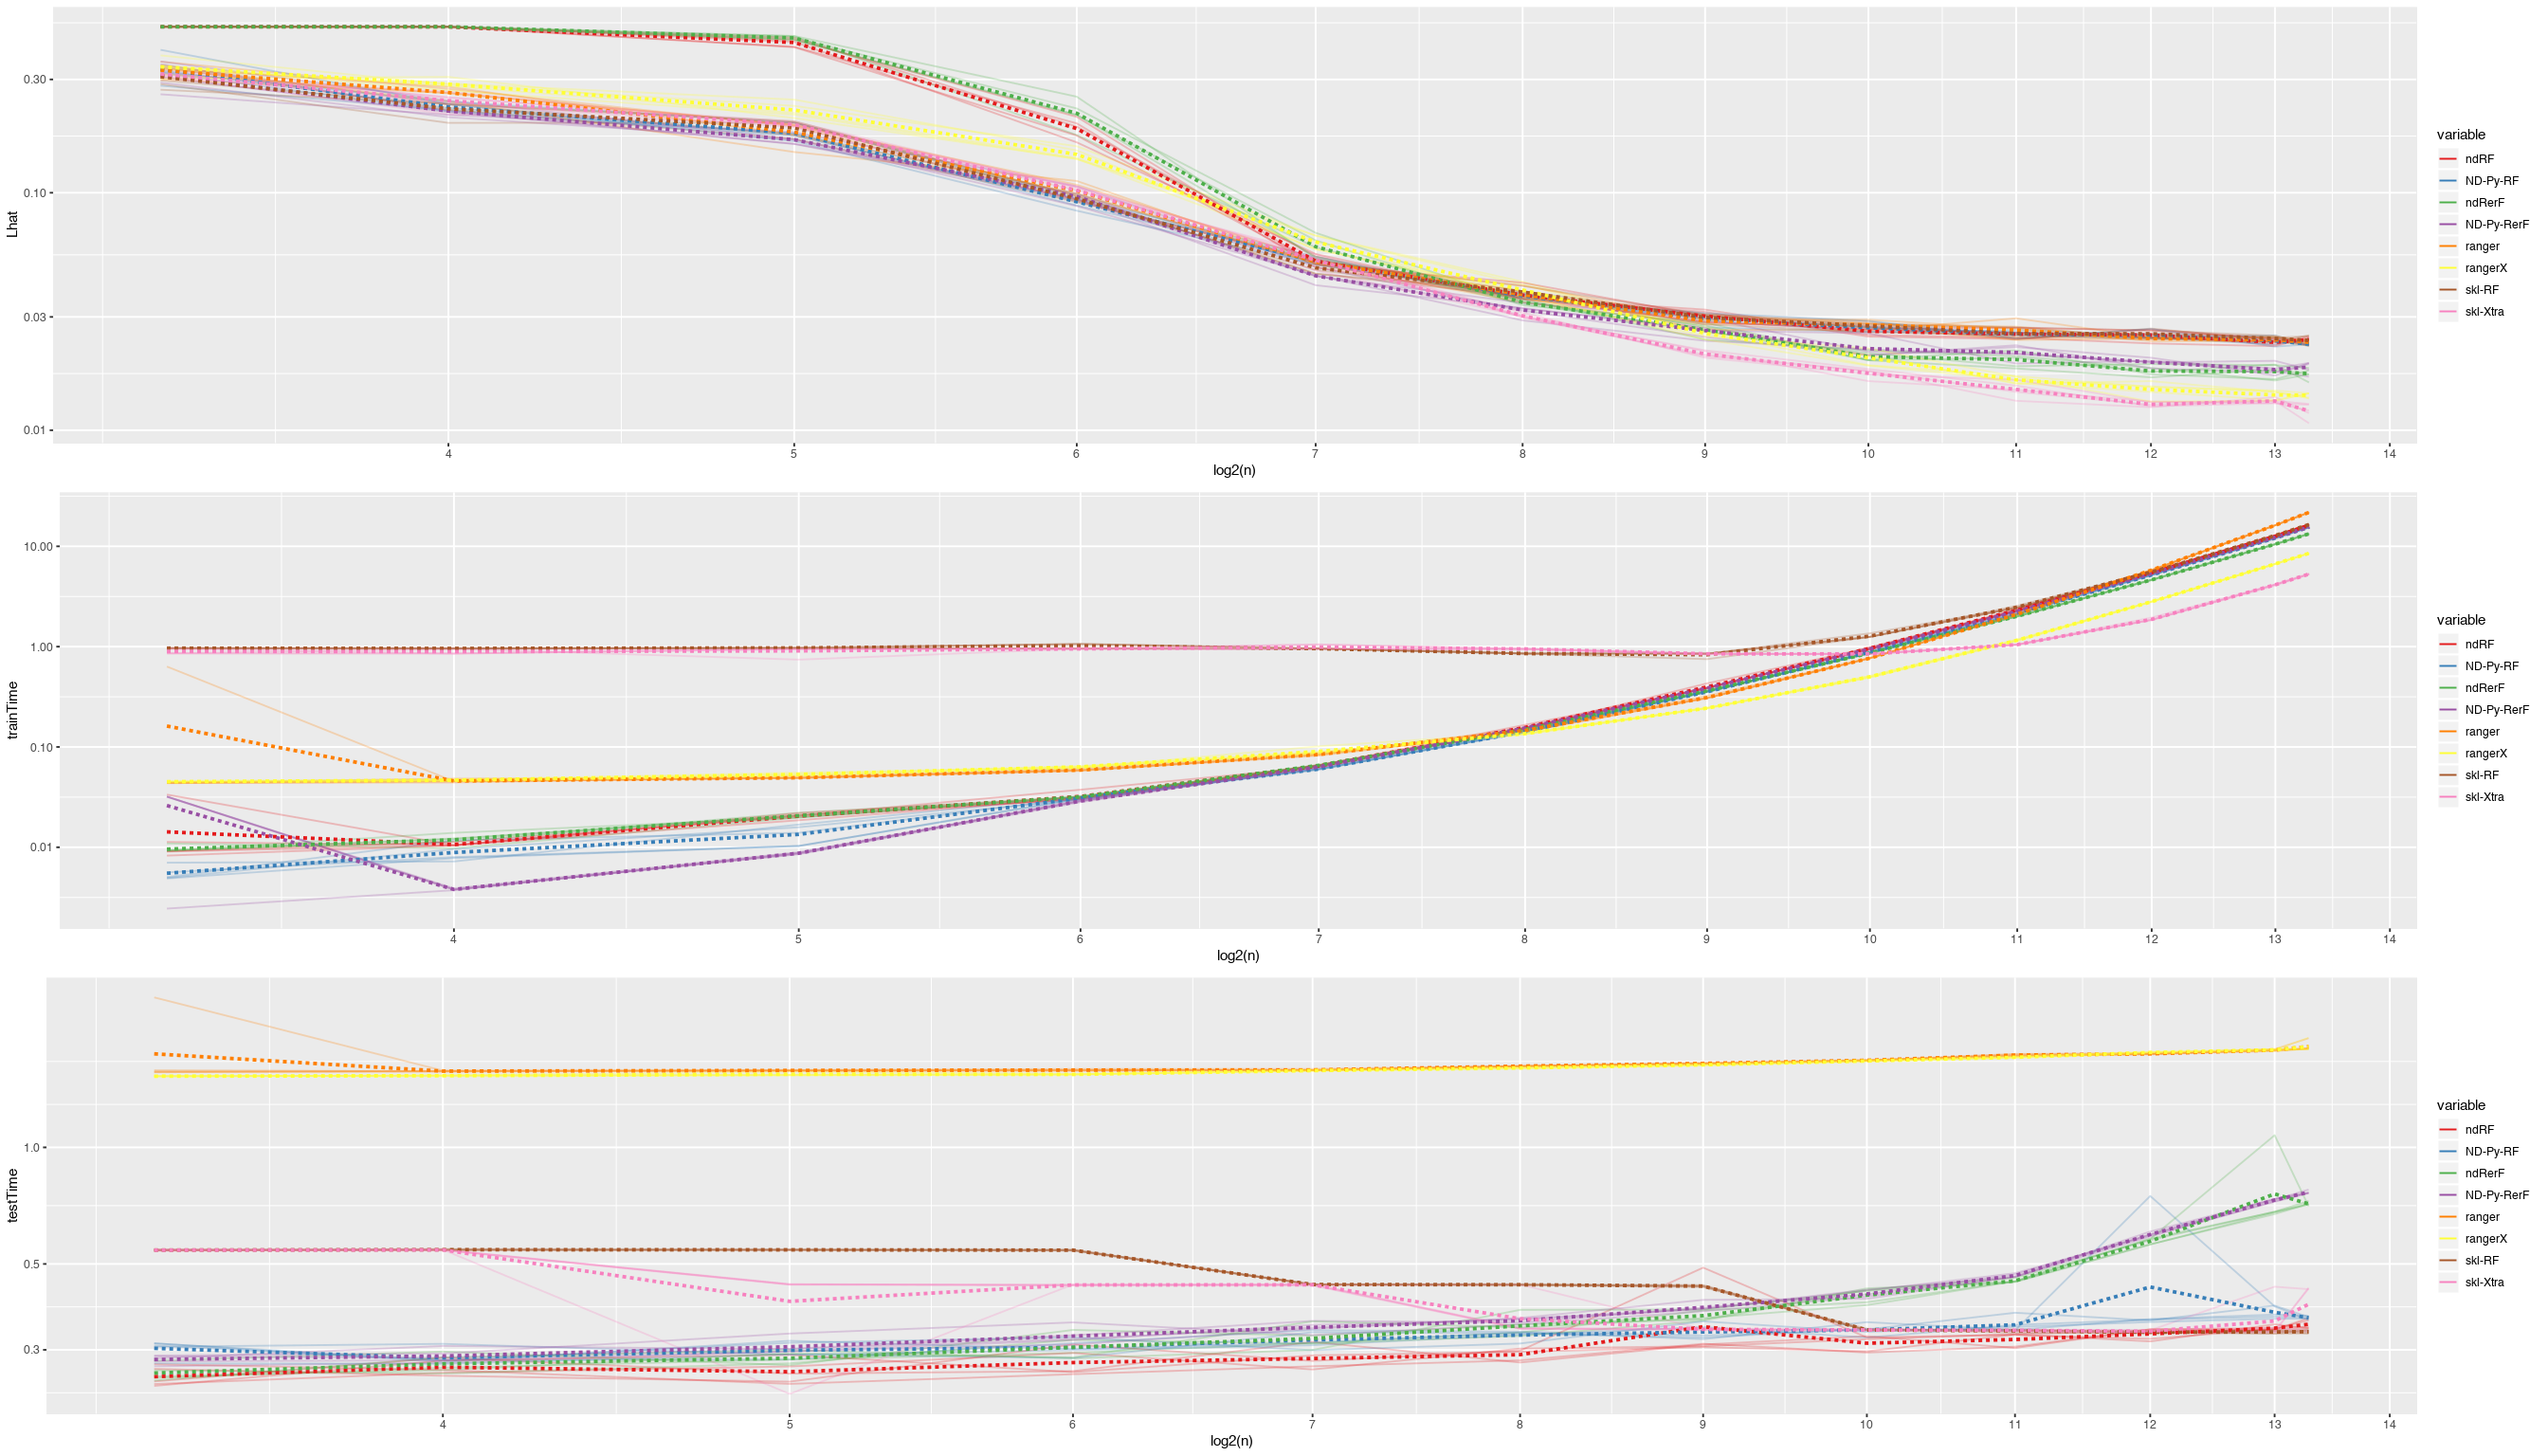 0.30
0.10
0.03
0.01
Lhat
4 5 6 7 8 9 10 11 12 13 14
log2(n)
variable
ndRF
ND-Py-RF
ndRerF
ND-Py-RerF
ranger
rangerX
skl-RF
skl-Xtra
10.00
1.00
0.10
0.01
trainTime
4 5 6 7 8 9 10 11 12 13 14
log2(n)
variable
ndRF
ND-Py-RF
ndRerF
ND-Py-RerF
ranger
rangerX
skl-RF
skl-Xtra
1.0
0.5
0.3
testTime
4 5 6 7 8 9 10 11 12 13 14
log2(n)
variable
ndRF
ND-Py-RF
ndRerF
ND-Py-RerF
ranger
rangerX
skl-RF
skl-Xtra